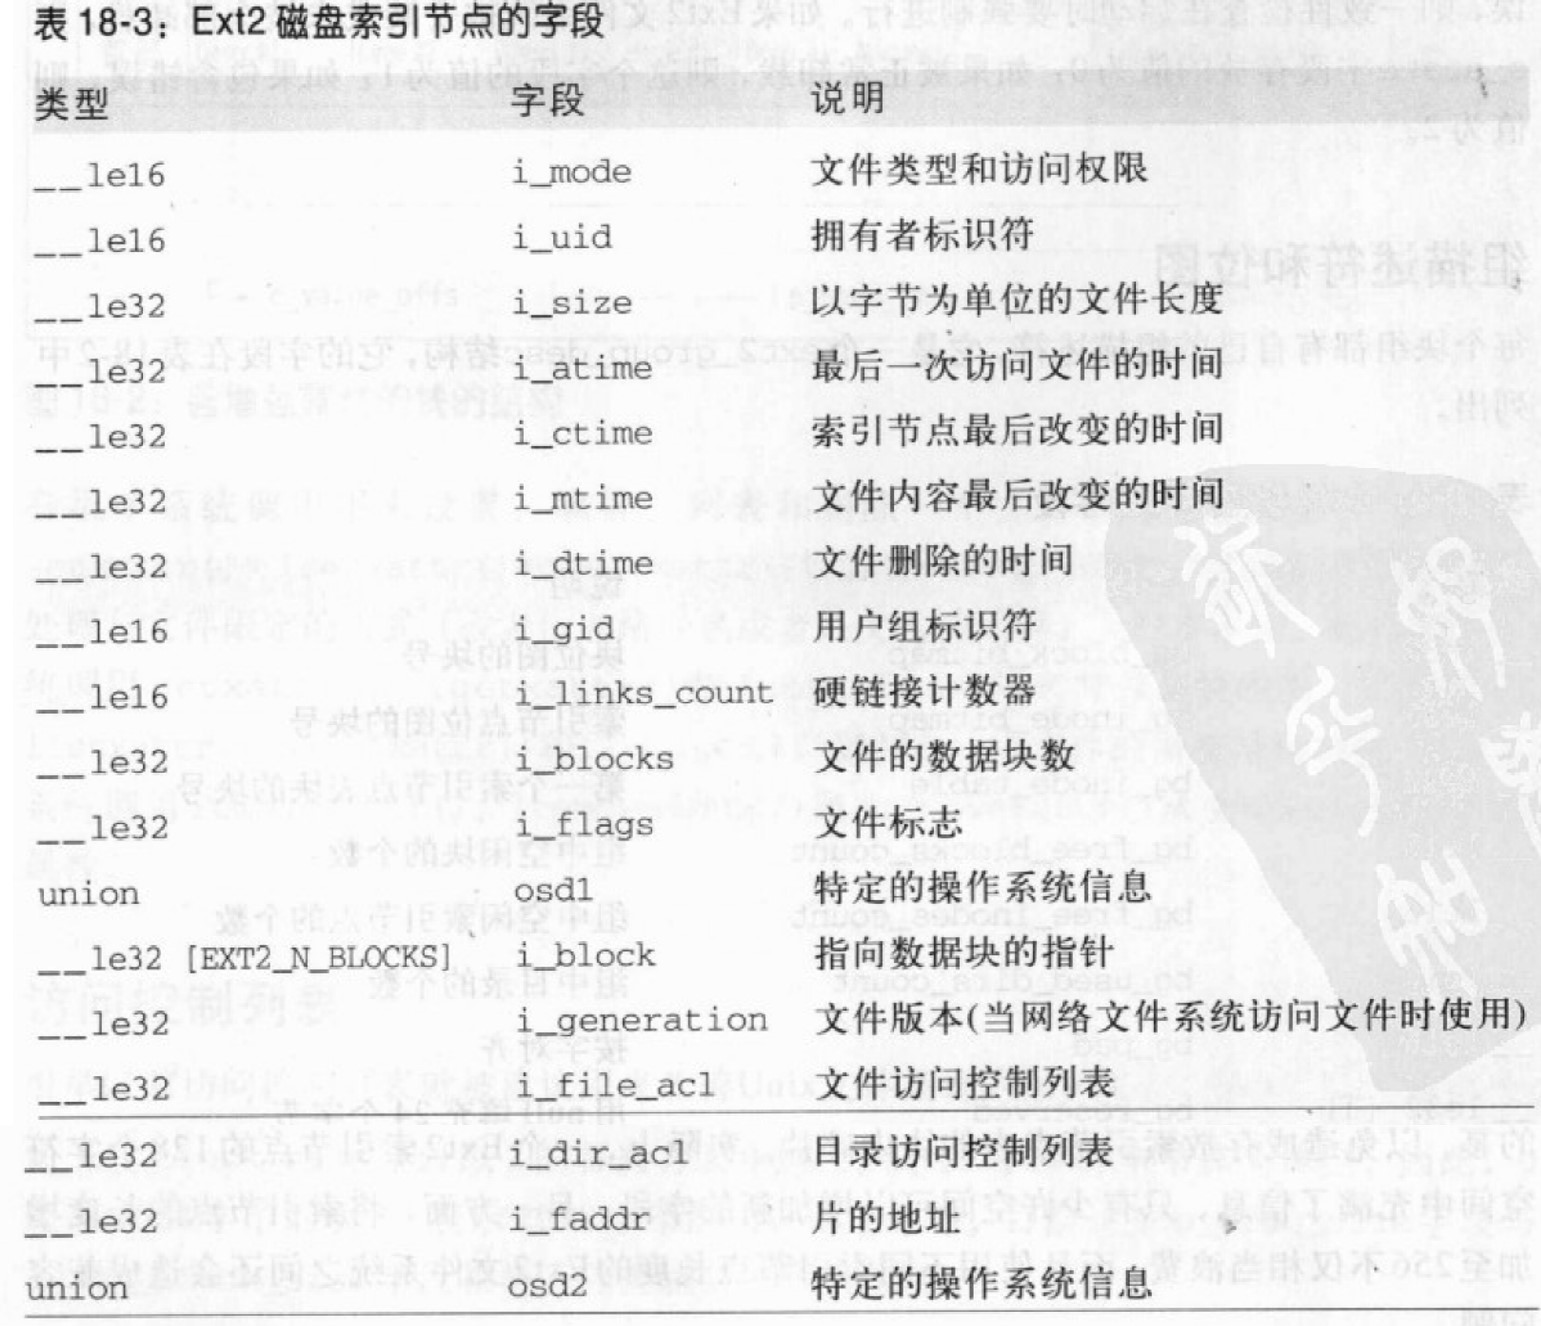 表 18-3：Ext2 磁盘索引节点的字段
类型 字段 说明
__le16 i_mode 文件类型和访问权限
__le16 i_uid 拥有者标识符
__le32 i_size 以字节为单位的文件长度
__le32 i_atime 最后一次访问文件的时间
__le32 i_ctime 索引节点最后改变的时间
__le32 i_mtime 文件内容最后改变的时间
__le32 i_dtime 文件删除的时间
__le16 i_gid 用户组标识符
__le16 i_links_count 硬链接计数器
__le32 i_blocks 文件的数据块数
__le32 i_flags 文件标志
union osd1 特定的操作系统信息
__le32 [EXT2_N_BLOCKS] i_block 指向数据块的指针
__le32 i_generation 文件版本(当网络文件系统访问文件时使用)
__le32 i_file_acl 文件访问控制列表
__le32 i_dir_acl 目录访问控制列表
__le32 i_faddr 片的地址
union osd2 特定的操作系统信息